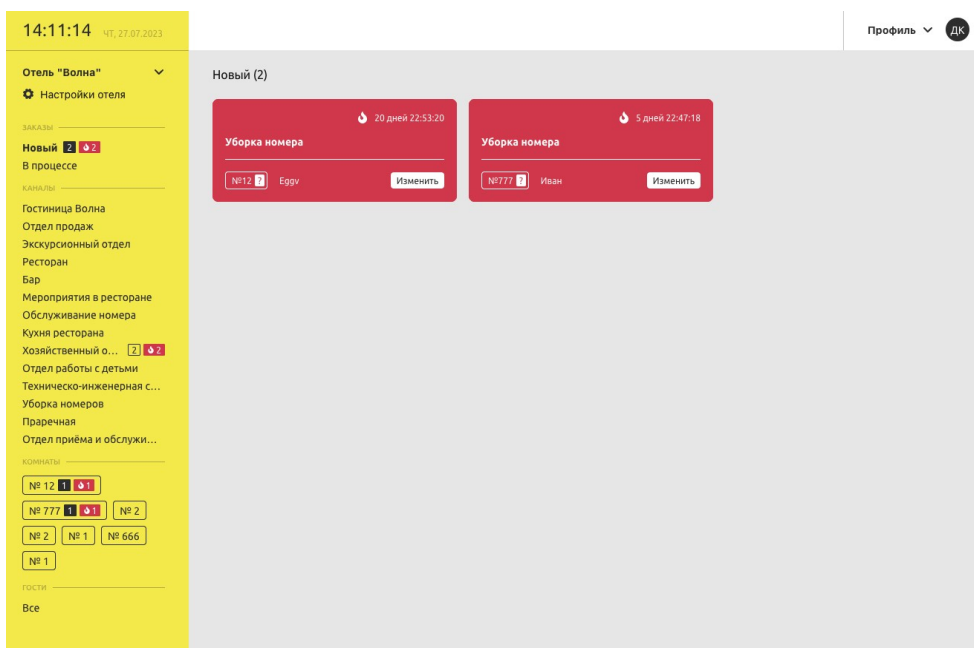 14:11:14 ЧТ, 27.07.2023
Профиль
ДК
Отель "Волна"
Настройки отеля
ЗАКАЗЫ
Новый 2 2
В процессе
КАНАЛЫ
Гостиница Волна
Отдел продаж
Экскурсионный отдел
Ресторан
Бар
Мероприятия в ресторане
Обслуживание номера
Кухня ресторана
Хозяйственный о... 2 2
Отдел работы с детьми
Техническо-инженерная с...
Уборка номеров
Праречная
Отдел приёма и обслужи...
КОМНАТЫ
№ 12 1 1
№ 777 1 1 № 2
№ 2 № 1 № 666
№ 1
ГОСТИ
Все
Новый (2)
20 дней 22:53:20
Уборка номера
№12 ? Eggv Изменить
5 дней 22:47:18
Уборка номера
№777 ? Иван Изменить